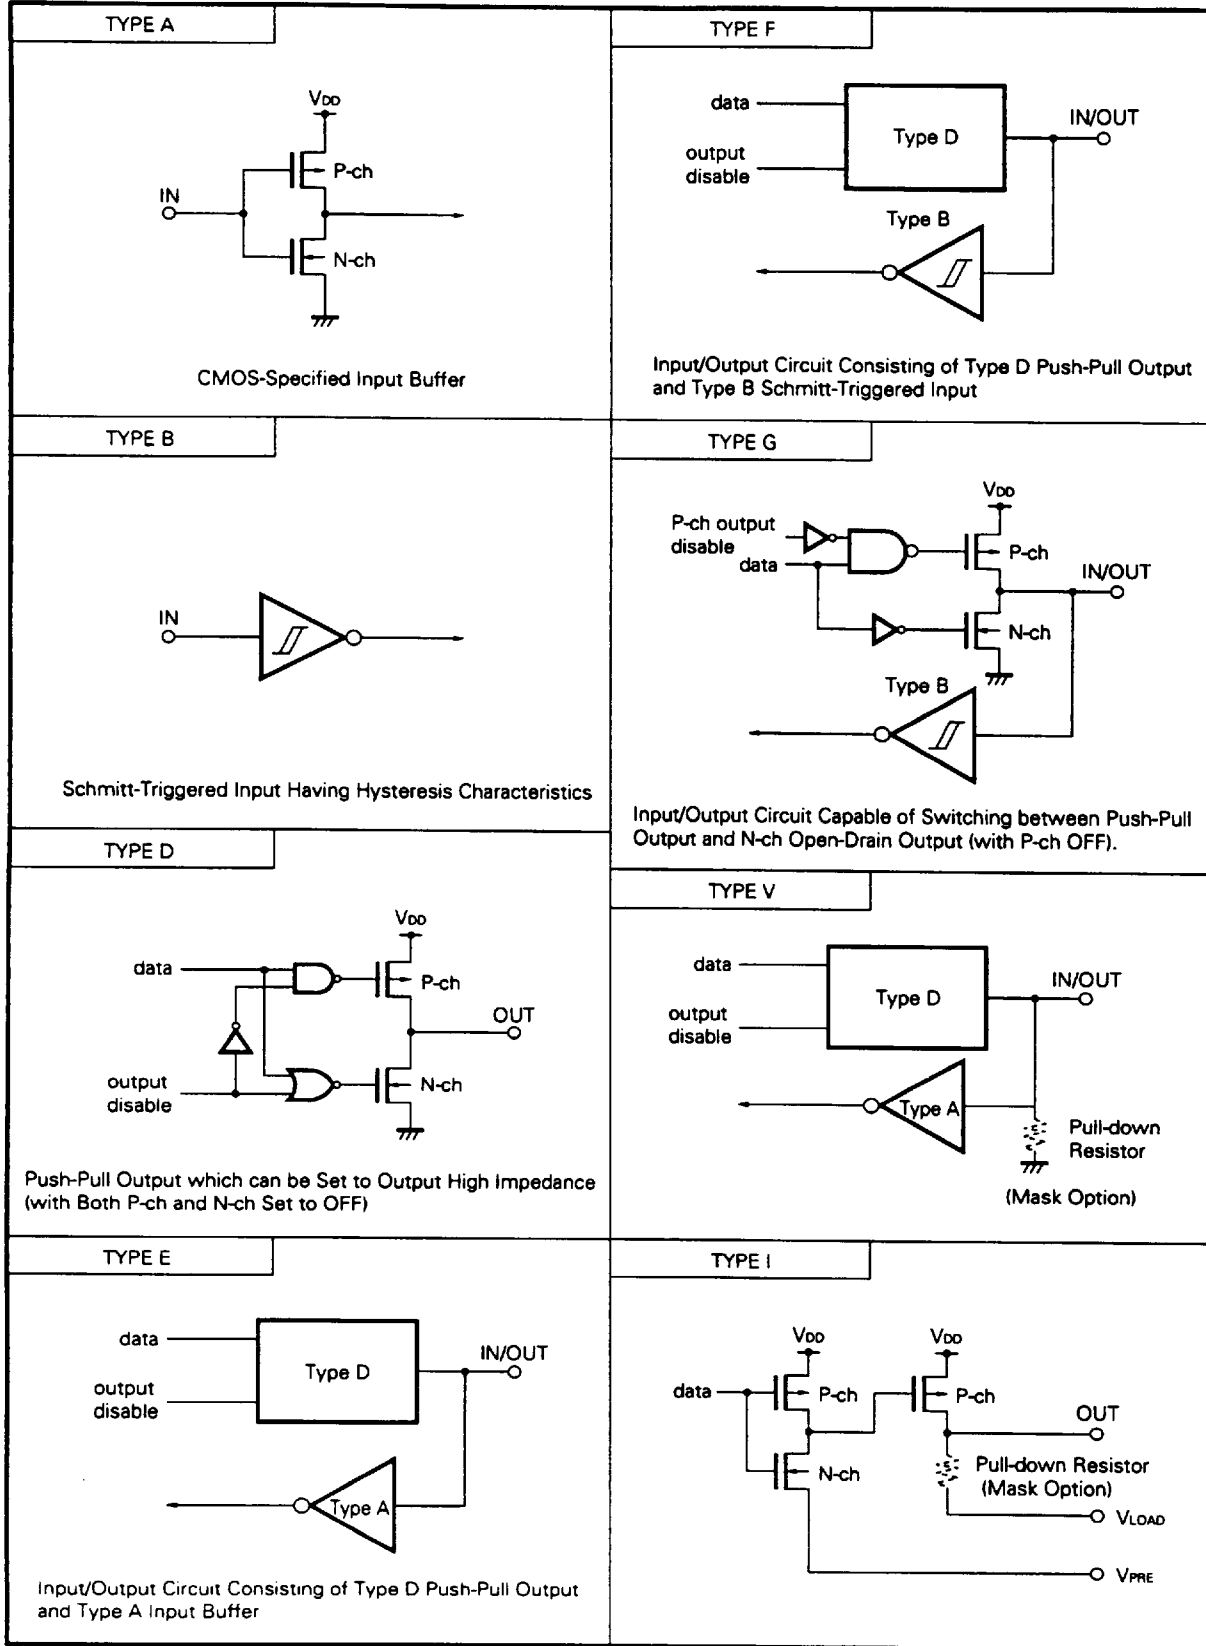 TYPE A
VDD
P-ch
IN
N-ch
CMOS-Specified Input Buffer
TYPE B
IN
Schmitt-Triggered Input Having Hysteresis Characteristics
TYPE D
VDD
data
P-ch
OUT
output
disable
N-ch
Push-Pull Output which can be Set to Output High Impedance
(with Both P-ch and N-ch Set to OFF)
TYPE E
data
Type D
IN/OUT
output
disable
Type A
Input/Output Circuit Consisting of Type D Push-Pull Output
and Type A Input Buffer
TYPE F
data
Type D
IN/OUT
output
disable
Type B
Input/Output Circuit Consisting of Type D Push-Pull Output
and Type B Schmitt-Triggered Input
TYPE G
VDD
P-ch output
disable
P-ch
data
IN/OUT
N-ch
Type B
Input/Output Circuit Capable of Switching between Push-Pull
Output and N-ch Open-Drain Output (with P-ch OFF).
TYPE V
data
Type D
IN/OUT
output
disable
Type A
Pull-down
Resistor
(Mask Option)
TYPE I
VDD
VDD
data
P-ch
P-ch
OUT
N-ch
Pull-down Resistor
(Mask Option)
VLOAD
VPRE